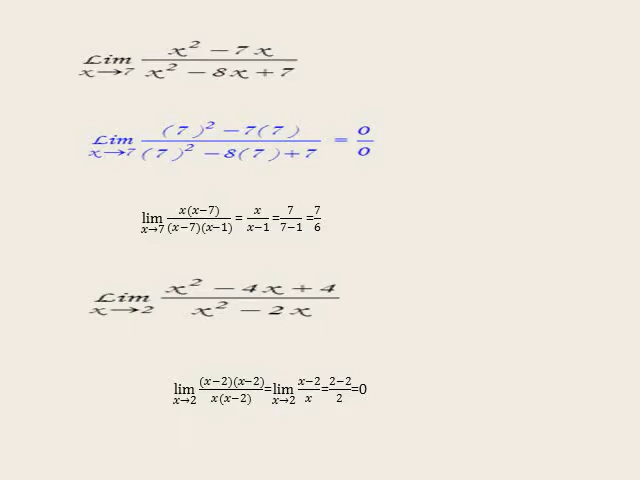 Lim x→7 x² − 7x / x² − 8x + 7
Lim x→7 (7)² − 7(7) / (7)² − 8(7) + 7 = 0/0
lim x→7 x(x−7) / (x−7)(x−1) = x / x−1 = 7 / 7−1 = 7/6
Lim x→2 x² − 4x + 4 / x² − 2x
lim x→2 (x−2)(x−2) / x(x−2) = lim x→2 x−2 / x = 2−2 / 2 = 0